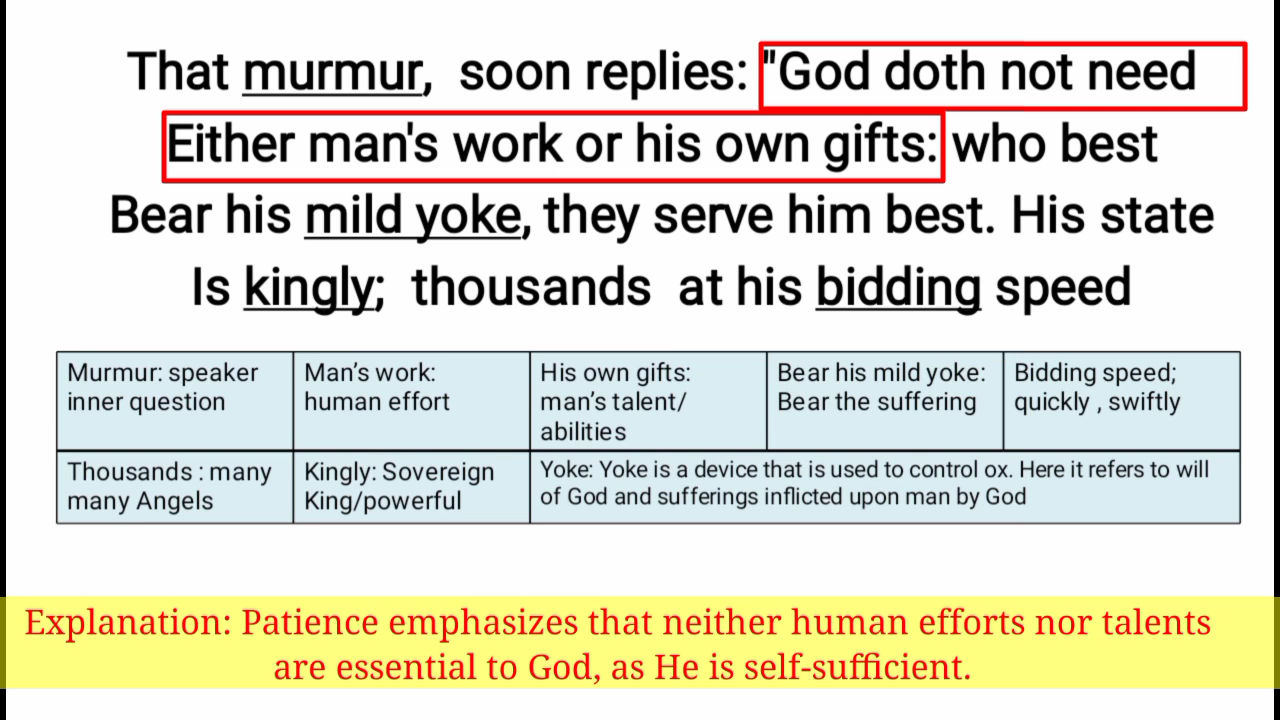 That murmur, soon replies: "God doth not need
Either man's work or his own gifts: who best
Bear his mild yoke, they serve him best. His state
Is kingly; thousands at his bidding speed
Murmur: speaker
inner question
Man's work:
human effort
His own gifts:
man's talent/
abilities
Bear his mild yoke:
Bear the suffering
Bidding speed;
quickly , swiftly
Thousands : many
many Angels
Kingly: Sovereign
King/powerful
Yoke: Yoke is a device that is used to control ox. Here it refers to will
of God and sufferings inflicted upon man by God
Explanation: Patience emphasizes that neither human efforts nor talents
are essential to God, as He is self-sufficient.